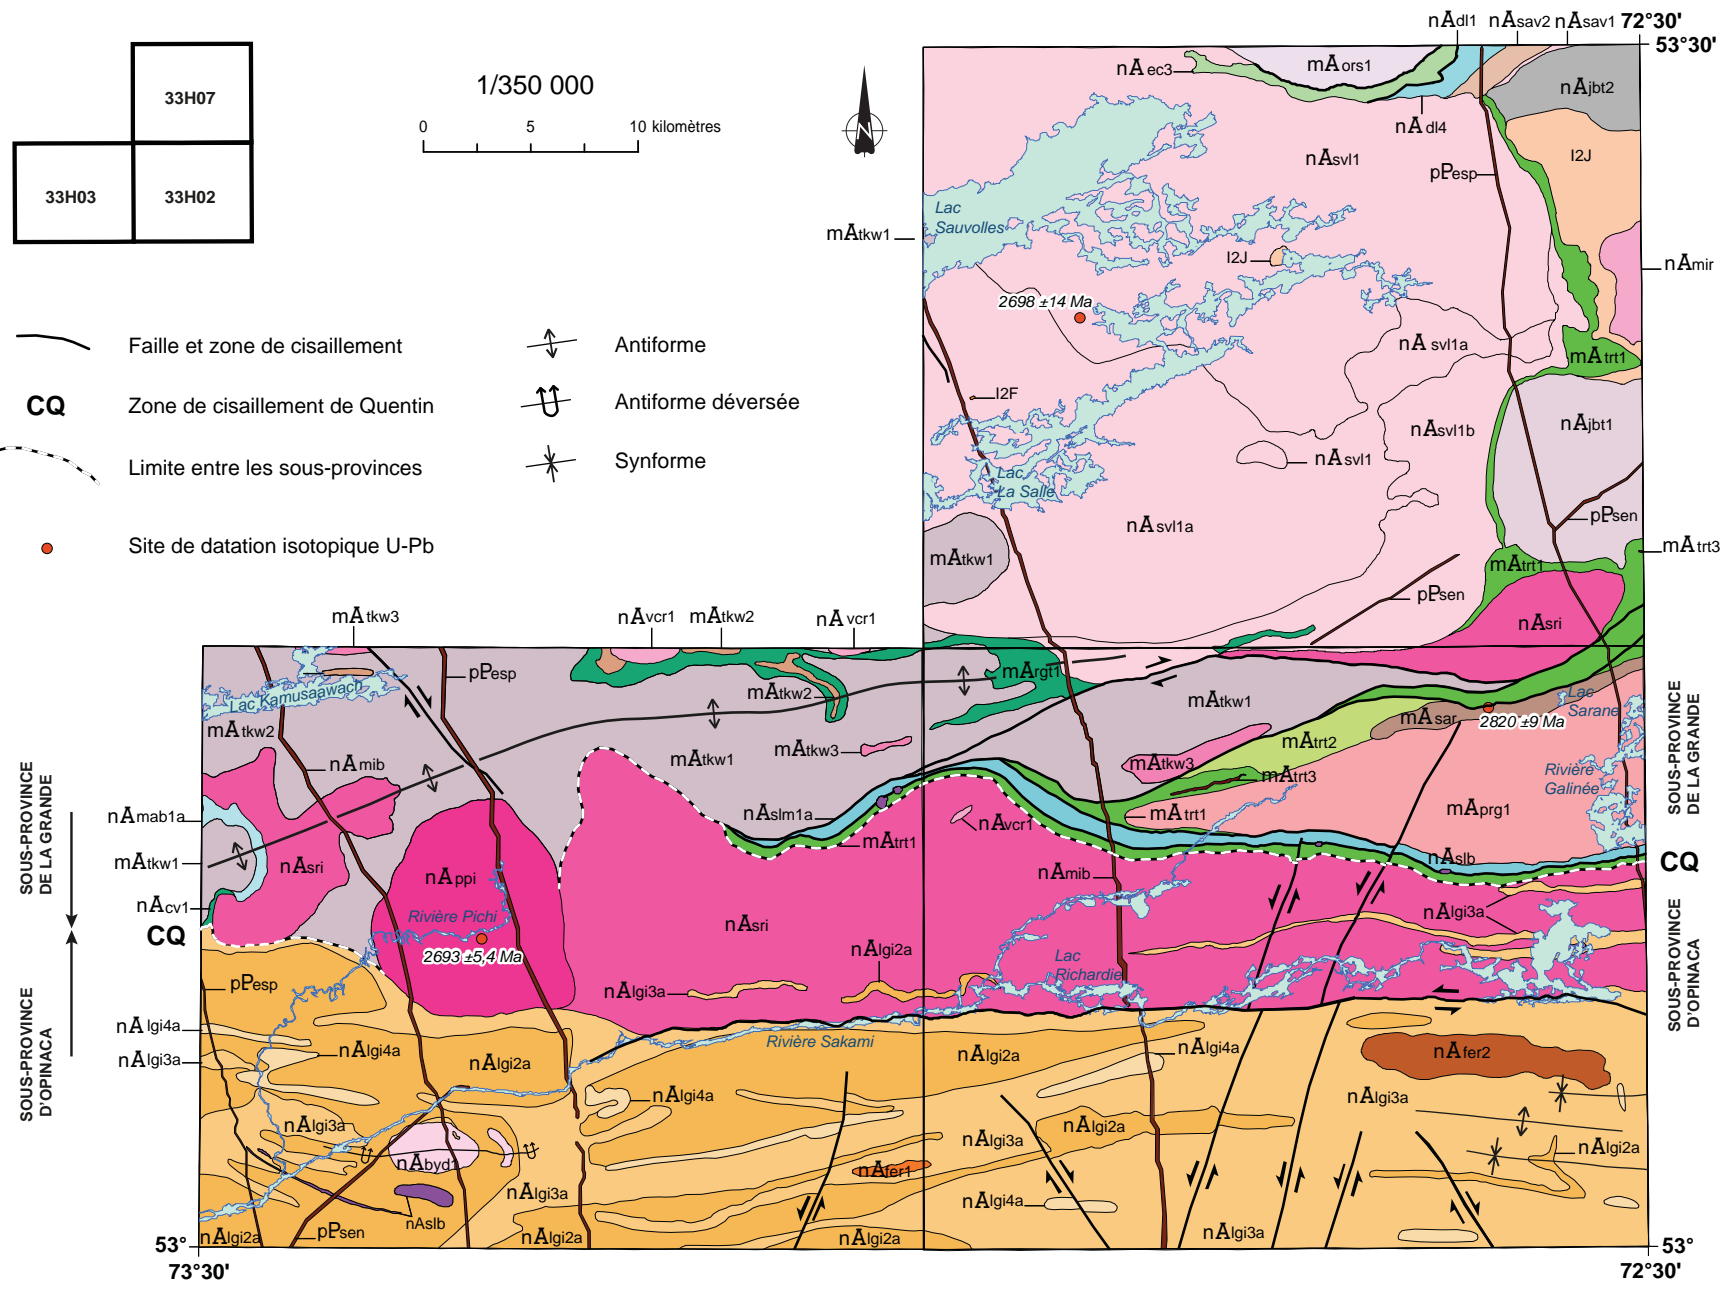 33H07
33H03
33H02
1/350 000
0 5 10 kilomètres
N
Faille et zone de cisaillement
CQ Zone de cisaillement de Quentin
Limite entre les sous-provinces
Site de datation isotopique U-Pb
Antiforme
Antiforme déversée
Synforme
nAdl1 nAsav2 nAsav1 72°30'
53°30'
nAec3
mAors1
nAjbt2
nAdl4
I2J
nAsvl1
pPesp
Lac
Sauvolles
mAtkw1
I2J
nAmir
2698 ±14 Ma
nAsvl1a
mAtrt1
I2F
nAjbt1
nAsvl1b
nAsvl1
Lac
La Salle
pPsen
nAsvl1a
mAtkw1
mAtrt3
mAtrt1
pPsen
nAsri
mAtkw3
nAvcr1
mAtkw2
nAvcr1
pPesp
mArgt1
Lac Kamusaawach
mAtkw2
mAtkw1
Lac
Sarane
mAsar
2820 ±9 Ma
mAtkw2
mAtkw3
mAtkw1
nAmib
mAtrt2
mAtkw3
mAtrt3
Rivière
Galinée
SOUS-PROVINCE
DE LA GRANDE
SOUS-PROVINCE
DE LA GRANDE
nAmab1a
nAslm1a
nAvcr1
mAtrt1
mAprg1
mAtrt1
mAtkw1
nAsri
nAppi
nAmib
nAslb
CQ
nAcv1
Rivière Pichi
nAsri
nAlgi3a
CQ
2693 ±5,4 Ma
nAlgi2a
Lac
Richardie
pPesp
nAlgi3a
SOUS-PROVINCE
D'OPINACA
SOUS-PROVINCE
D'OPINACA
nAlgi4a
Rivière Sakami
nAlgi4a
nAlgi2a
nAlgi2a
nAlgi4a
nAfer2
nAlgi3a
nAlgi4a
nAlgi3a
nAlgi3a
nAlgi3a
nAlgi2a
nAlgi2a
nAbyd1
nAfer1
nAlgi3a
nAlgi4a
nAslb
nAlgi2a
pPsen
nAlgi2a
nAlgi2a
nAlgi3a
53°
53°
73°30'
72°30'